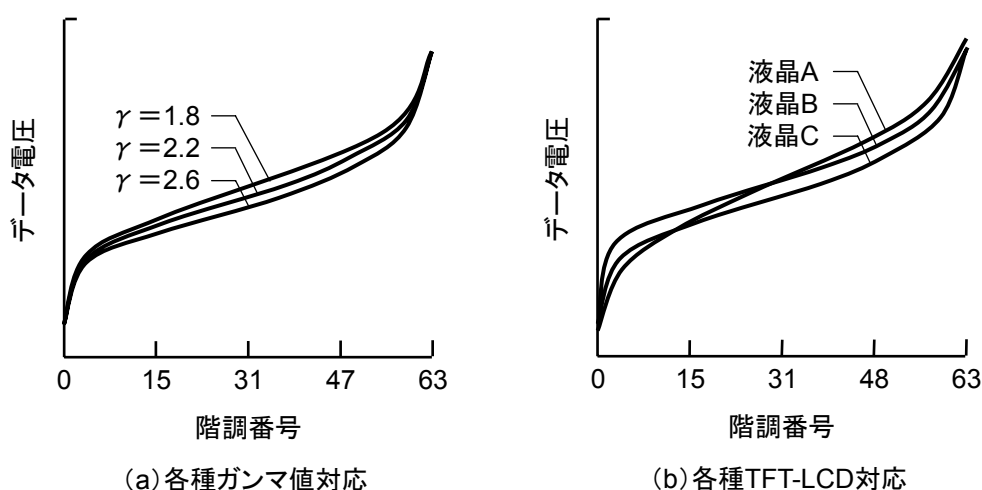 データ電圧
γ=1.8
γ=2.2
γ=2.6
0 15 31 47 63
階調番号
(a)各種ガンマ値対応
データ電圧
液晶A
液晶B
液晶C
0 15 31 48 63
階調番号
(b)各種TFT-LCD対応